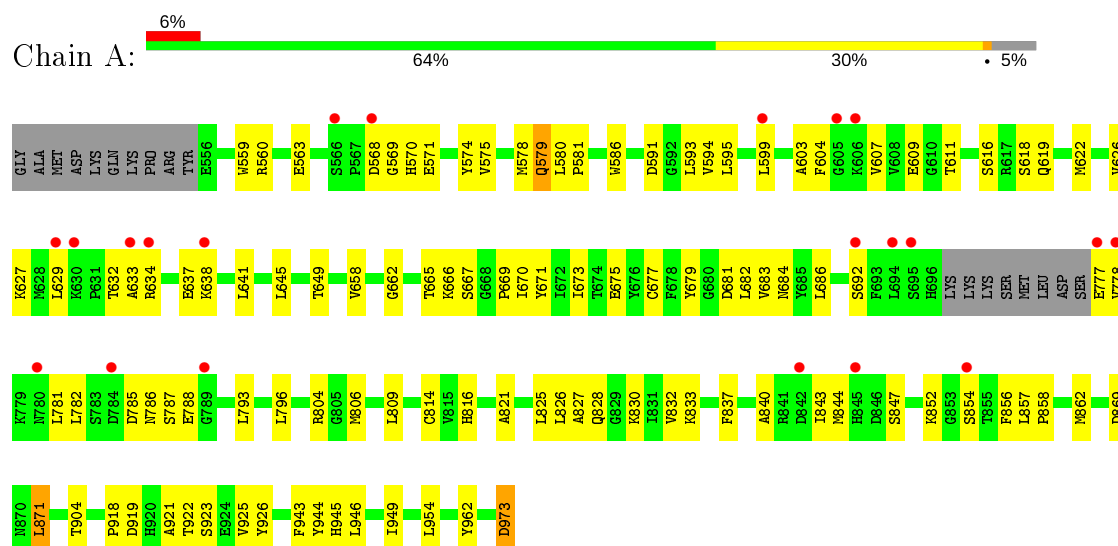 6%
Chain A:
64% 30% • 5%
GLY ALA MET ASP LYS GLN LYS PRO ARG TYR E556 W559 R560 E563 S566 P567 D568 G569 H570 E571 Y574 V575 M578 Q579 L580 P581 W586 D591 G592 L593 V594 L595 L599 A603 F604 G605 K606 V607 V608 E609 G610 T611 S616 R617 S618 Q619 M622 V626
K627 M628 L629 K630 P631 T632 A633 R634 E637 K638 L641 L645 T649 V658 G662 T665 K666 S667 G668 P669 I670 Y671 I672 I673 T674 E675 Y676 C677 F678 Y679 G680 D681 L682 V683 N684 Y685 L686 S692 F693 L694 S695 H696 LYS LYS LYS SER MET LEU ASP SER E777 V778
K779 N780 L781 L782 S783 D784 D785 N786 S787 E788 G789 L793 L796 R804 G805 M806 L809 C814 V815 H816 A821 L825 L826 A827 Q828 G829 K830 I831 V832 K833 F837 A840 R841 D842 I843 M844 H845 D846 S847 K852 G853 S854 T855 F856 L857 P858 M862 D869
N870 L871 T904 P918 D919 H920 A921 T922 S923 E924 V925 Y926 F943 Y944 H945 L946 I949 L954 Y962 D973